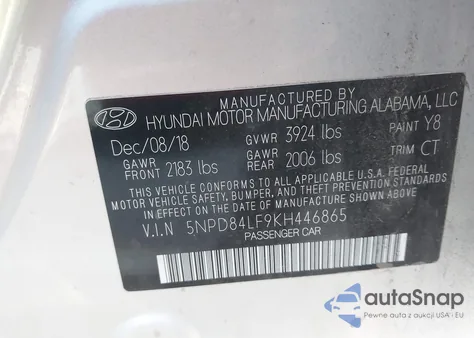 MANUFACTURED BY
HYUNDAI MOTOR MANUFACTURING ALABAMA, LLC
Dec/08/18 GVWR 3924 lbs PAINT Y8
GAWR FRONT 2183 lbs GAWR REAR 2006 lbs TRIM CT
THIS VEHICLE CONFORMS TO ALL APPLICABLE U.S.A. FEDERAL
MOTOR VEHICLE SAFETY, BUMPER, AND THEFT PREVENTION STANDARDS
IN EFFECT ON THE DATE OF MANUFACTURE SHOWN ABOVE.
V.I.N 5NPD84LF9KH446865
PASSENGER CAR
autoSnap
Pewne auta z aukcji USA i EU